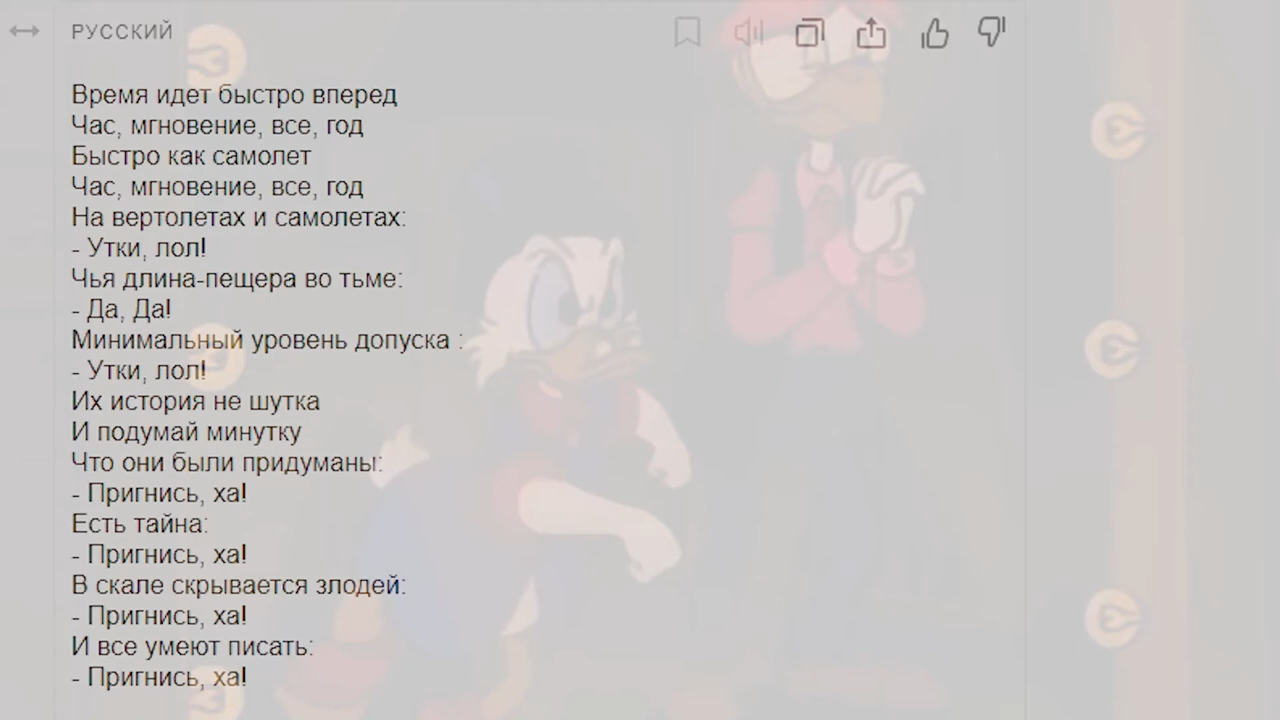 РУССКИЙ
Время идет быстро вперед
Час, мгновение, все, год
Быстро как самолет
Час, мгновение, все, год
На вертолетах и самолетах:
- Утки, лол!
Чья длина-пещера во тьме:
- Да, Да!
Минимальный уровень допуска :
- Утки, лол!
Их история не шутка
И подумай минутку
Что они были придуманы:
- Пригнись, ха!
Есть тайна:
- Пригнись, ха!
В скале скрывается злодей:
- Пригнись, ха!
И все умеют писать:
- Пригнись, ха!